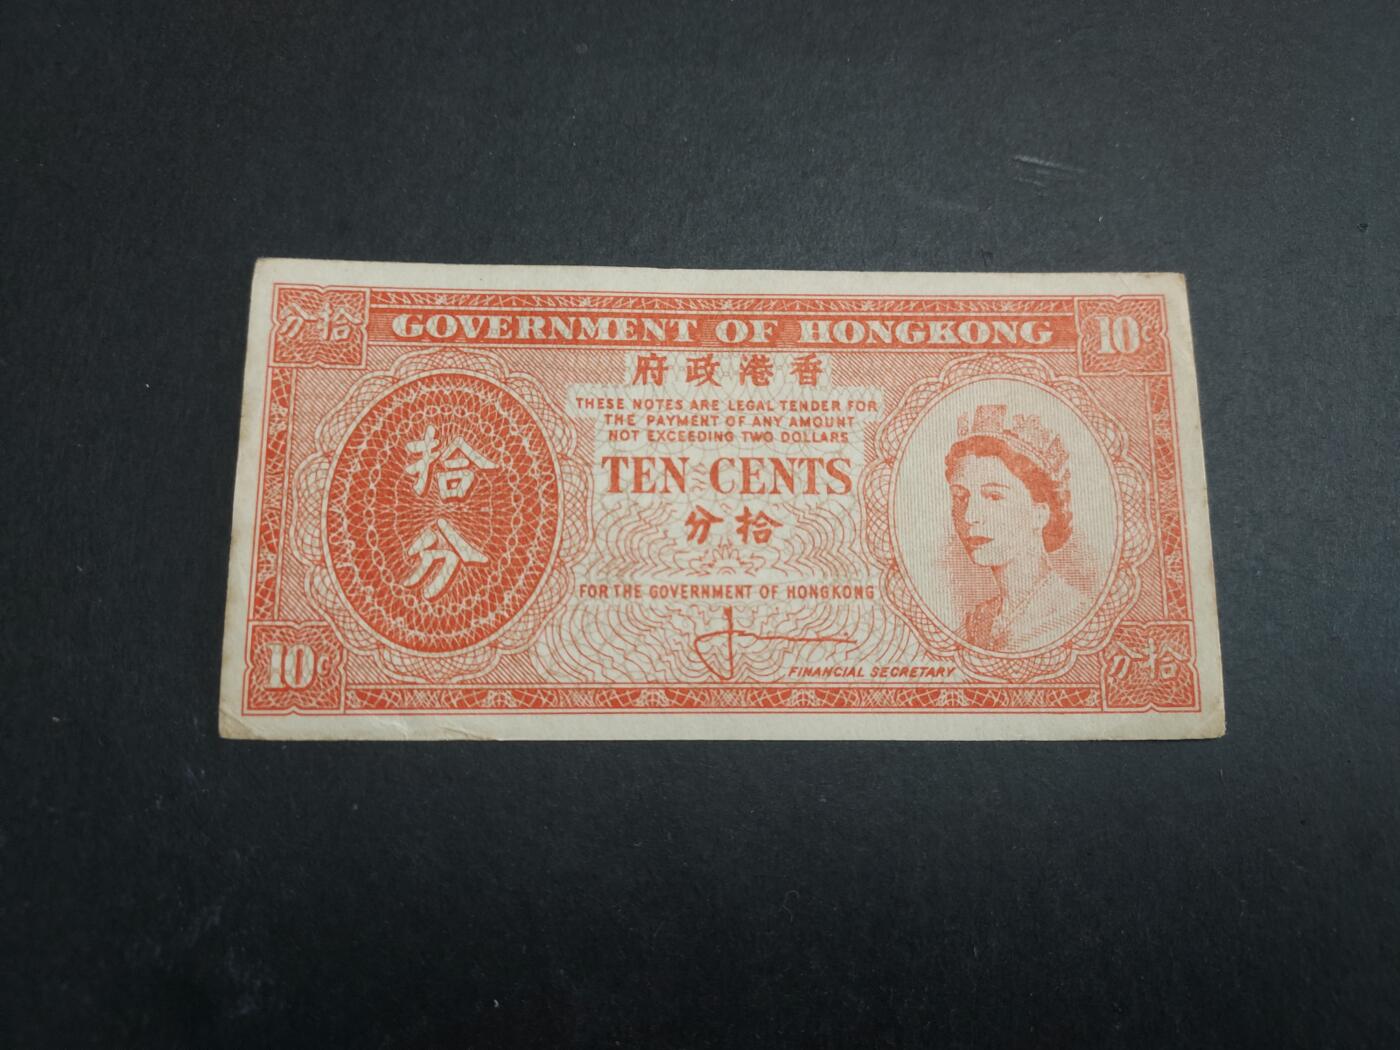 分拾
GOVERNMENT OF HONGKONG
10c
府政港香
THESE NOTES ARE LEGAL TENDER FOR
THE PAYMENT OF ANY AMOUNT
NOT EXCEEDING TWO DOLLARS
拾
分
TEN CENTS
分拾
FOR THE GOVERNMENT OF HONGKONG
FINANCIAL SECRETARY
10c
分拾